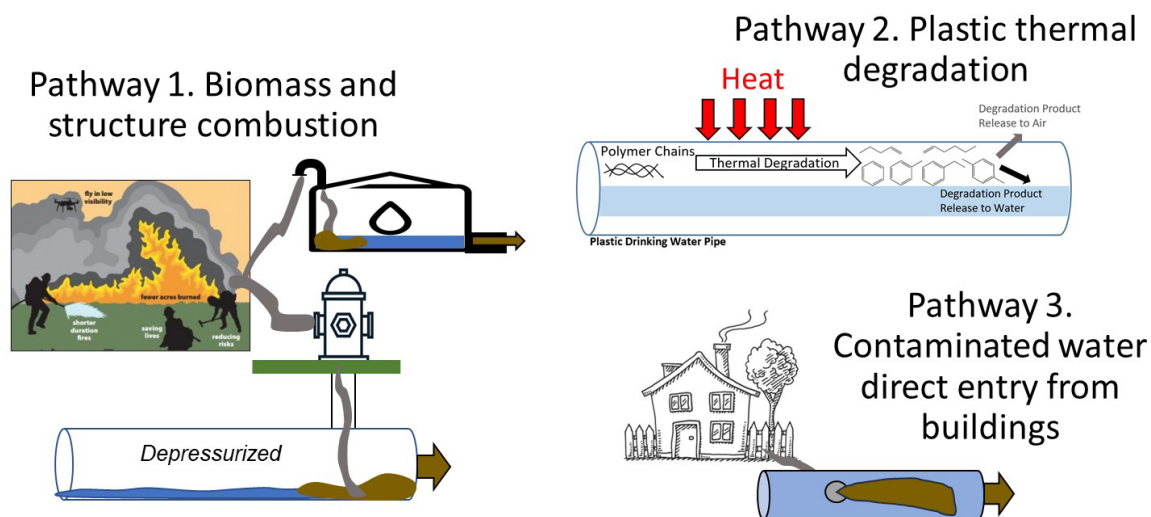 Pathway 1. Biomass and
structure combustion
fly in low
visibility
fewer acres burned
shorter
duration
fires
saving
lives
reducing
risks
Depressurized
Pathway 2. Plastic thermal
degradation
Heat
Degradation Product
Release to Air
Polymer Chains
Thermal Degradation
Degradation Product
Release to Water
Plastic Drinking Water Pipe
Pathway 3.
Contaminated water
direct entry from
buildings